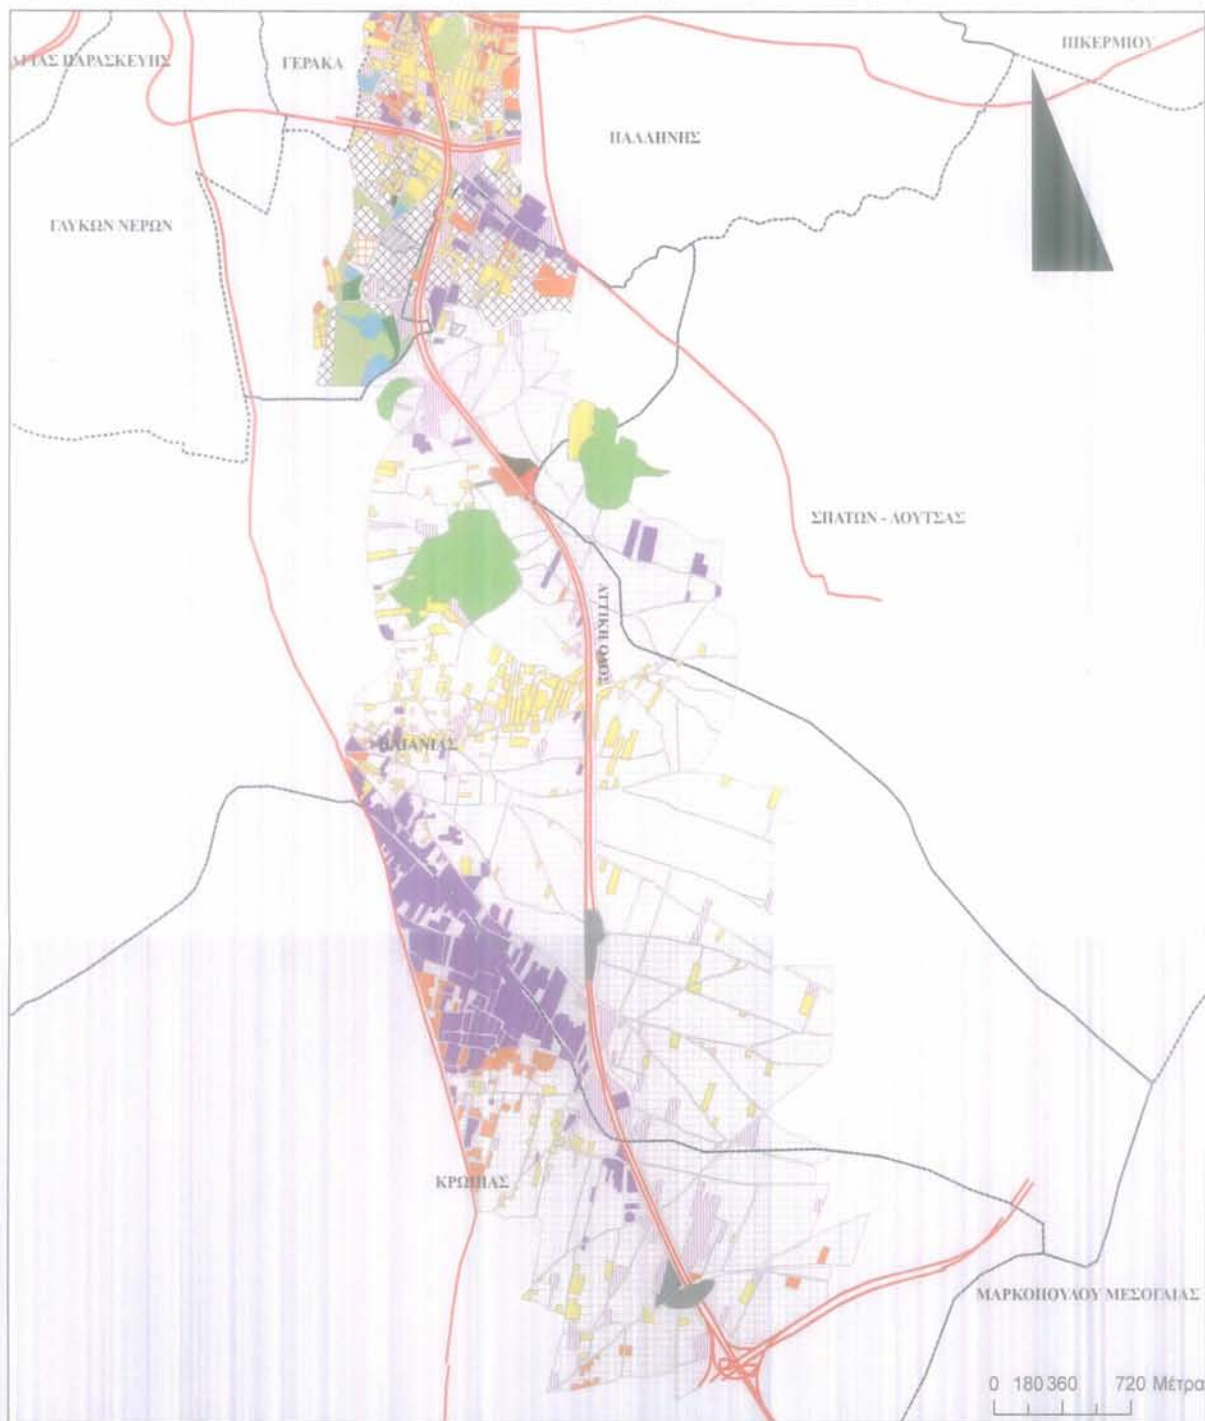 ΑΓΙΑΣ ΠΑΡΑΣΚΕΥΗΣ
ΓΕΡΑΚΑ
ΠΙΚΕΡΜΙΟΥ
ΠΑΛΛΗΝΗΣ
ΓΛΥΚΩΝ ΝΕΡΩΝ
ΣΠΑΤΩΝ - ΛΟΥΤΣΑΣ
ΑΤΤΙΚΗ ΟΔΟΣ
ΠΑΙΑΝΙΑΣ
ΚΡΩΠΙΑΣ
ΜΑΡΚΟΠΟΥΛΟΥ ΜΕΣΟΓΑΙΑΣ
0 180 360 720 Μέτρα